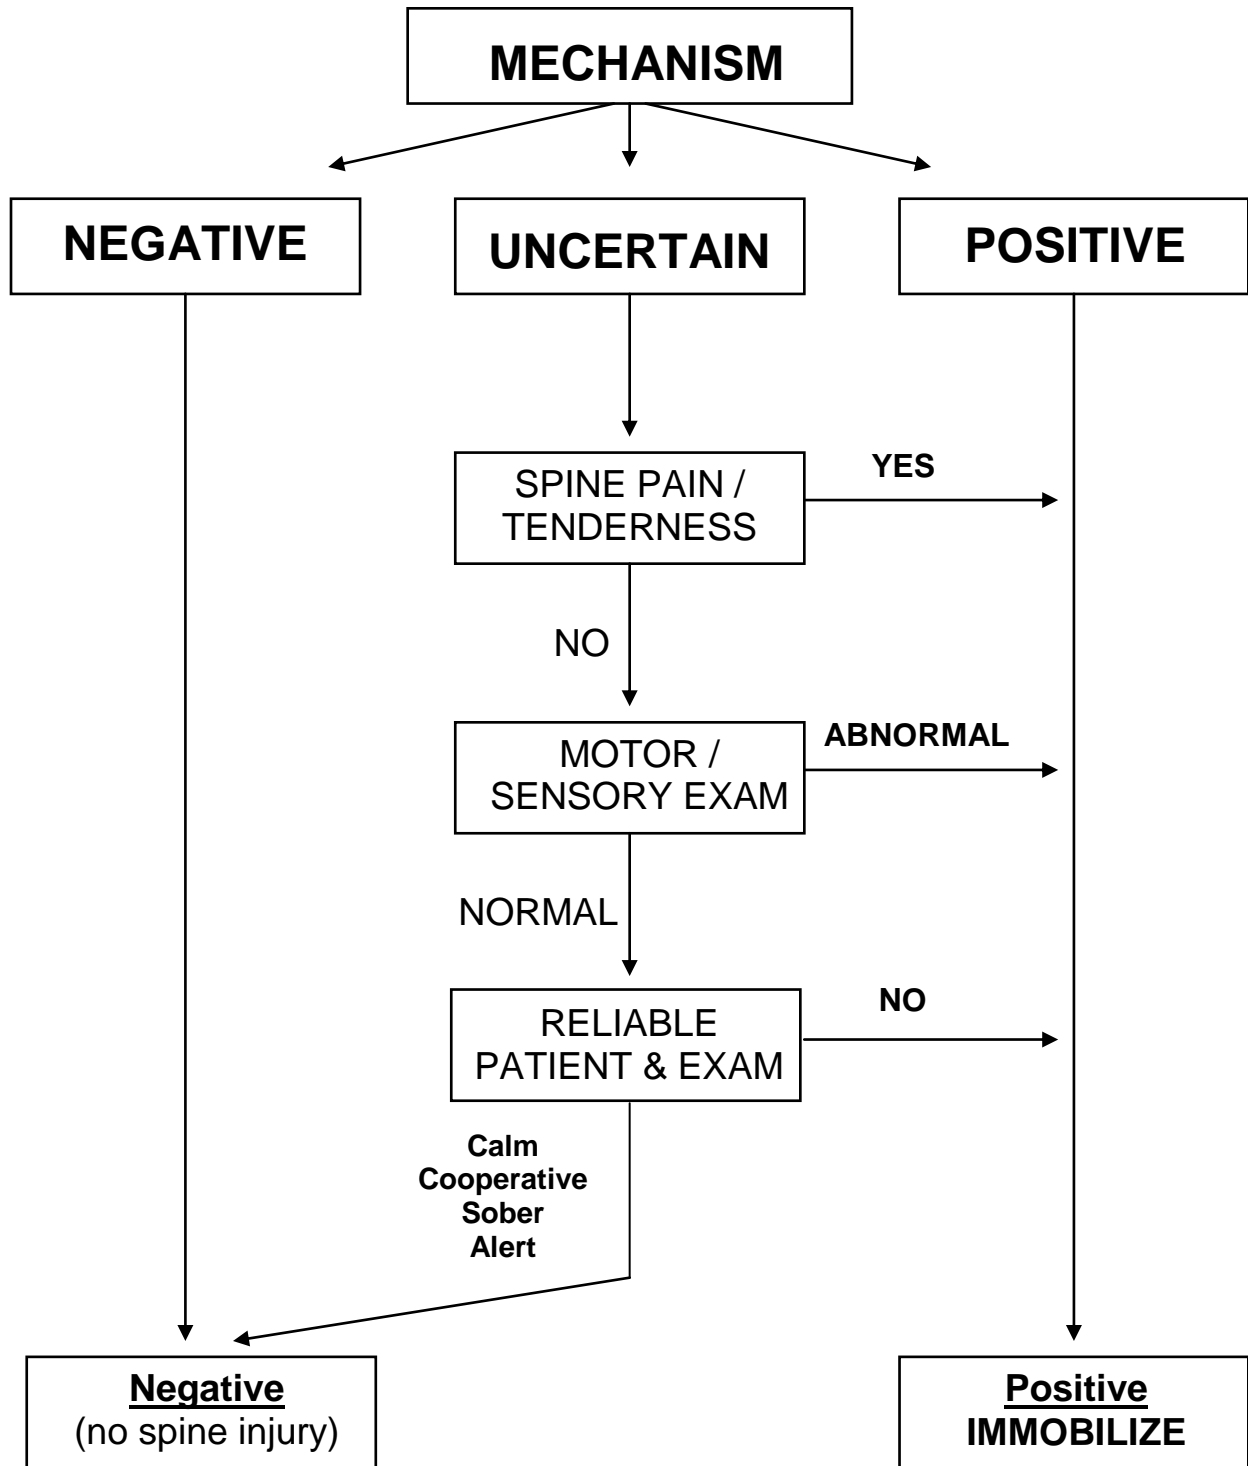 MECHANISM
NEGATIVE
UNCERTAIN
POSITIVE
SPINE PAIN /
TENDERNESS
YES
NO
MOTOR /
SENSORY EXAM
ABNORMAL
NORMAL
RELIABLE
PATIENT & EXAM
NO
Calm
Cooperative
Sober
Alert
Negative
(no spine injury)
Positive
IMMOBILIZE